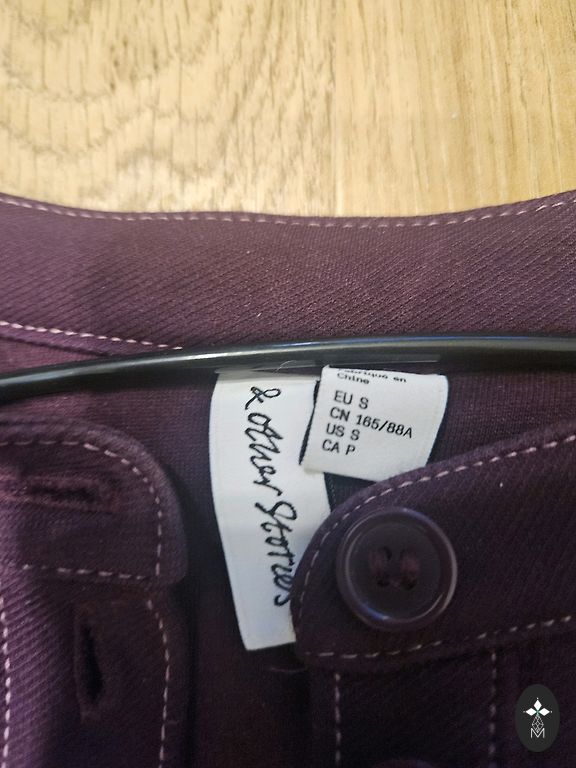 & Other Stories
Fabriqué en
Chine
EU S
CN 165/88A
US S
CA P
M